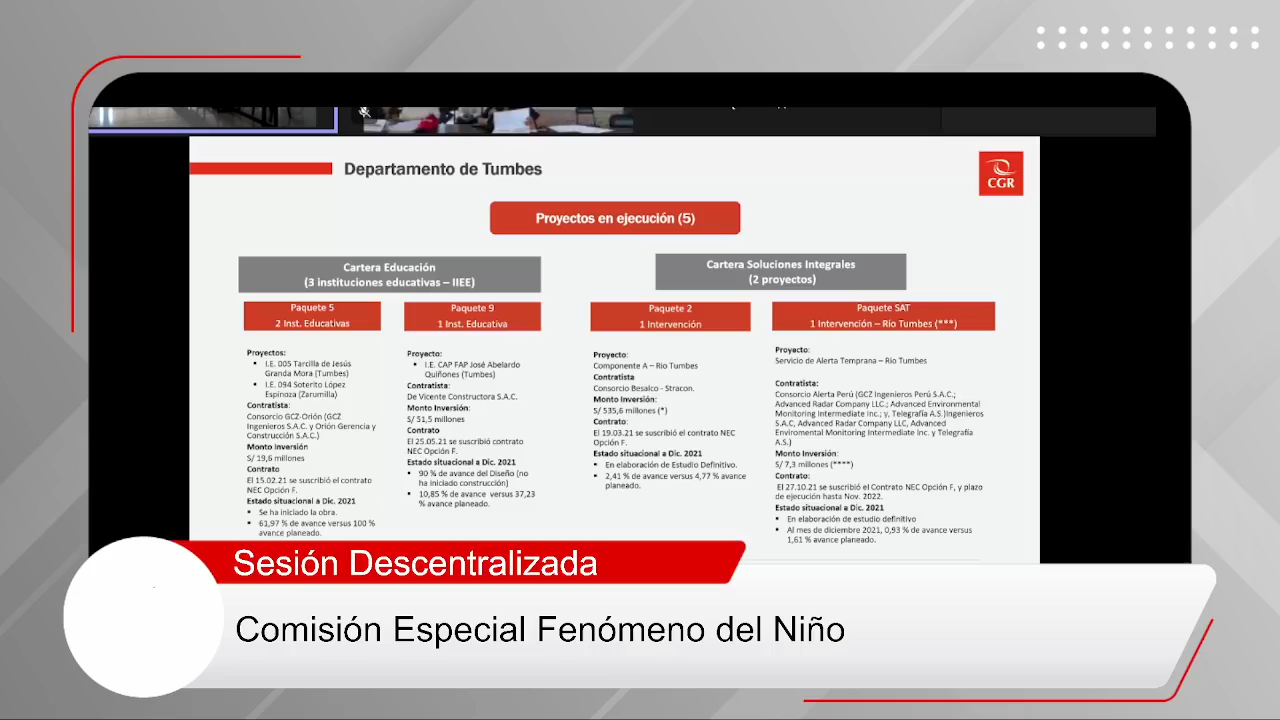 Departamento de Tumbes
CGR
Proyectos en ejecución (5)
Cartera Educación
(3 instituciones educativas – IIEE)
Cartera Soluciones Integrales
(2 proyectos)
Paquete 5
2 Inst. Educativas
Paquete 9
1 Inst. Educativa
Paquete 2
1 Intervención
Paquete SAT
1 Intervención – Río Tumbes (***)
Proyectos:
▪ I.E. 005 Tarcilla de Jesús
Granda Mora (Tumbes)
▪ I.E. 094 Soterito López
Espinoza (Zarumilla)
Contratista:
Consorcio GCZ-Orión (GCZ
Ingenieros S.A.C. y Orión Gerencia y
Construcción S.A.C.)
Monto Inversión
S/ 19,6 millones
Contrato
El 15.02.21 se suscribió el contrato
NEC Opción F.
Estado situacional a Dic. 2021
▪ Se ha iniciado la obra.
▪ 61,97 % de avance versus 100 %
avance planeado.
Proyecto:
▪ I.E. CAP FAP José Abelardo
Quiñones (Tumbes)
Contratista:
De Vicente Constructora S.A.C.
Monto Inversión:
S/ 51,5 millones
Contrato
El 25.05.21 se suscribió contrato
NEC Opción F.
Estado situacional a Dic. 2021
▪ 90 % de avance del Diseño (no
ha iniciado construcción)
▪ 10,85 % de avance versus 37,23
% avance planeado.
Proyecto:
Componente A – Río Tumbes
Contratista
Consorcio Besalco - Stracon.
Monto Inversión:
S/ 535,6 millones (*)
Contrato:
El 19.03.21 se suscribió el contrato NEC
Opción F.
Estado situacional a Dic. 2021
▪ En elaboración de Estudio Definitivo.
▪ 2,41 % de avance versus 4,77 % avance
planeado.
Proyecto:
Servicio de Alerta Temprana – Río Tumbes
Contratista:
Consorcio Alerta Perú (GCZ Ingenieros Perú S.A.C.;
Advanced Radar Company LLC.; Advanced Environmental
Monitoring Intermediate Inc.; y, Telegrafía A.S.)Ingenieros
S.A.C, Advanced Radar Company LLC, Advanced
Enviromental Monitoring Intermediate Inc. y Telegrafía
A.S.)
Monto Inversión:
S/ 7,3 millones (****)
Contrato:
El 27.10.21 se suscribió el Contrato NEC Opción F, y plazo
de ejecución hasta Nov. 2022.
Estado situacional a Dic. 2021
▪ En elaboración de estudio definitivo
▪ Al mes de diciembre 2021, 0,93 % de avance versus
1,61 % avance planeado.
Sesión Descentralizada
Comisión Especial Fenómeno del Niño